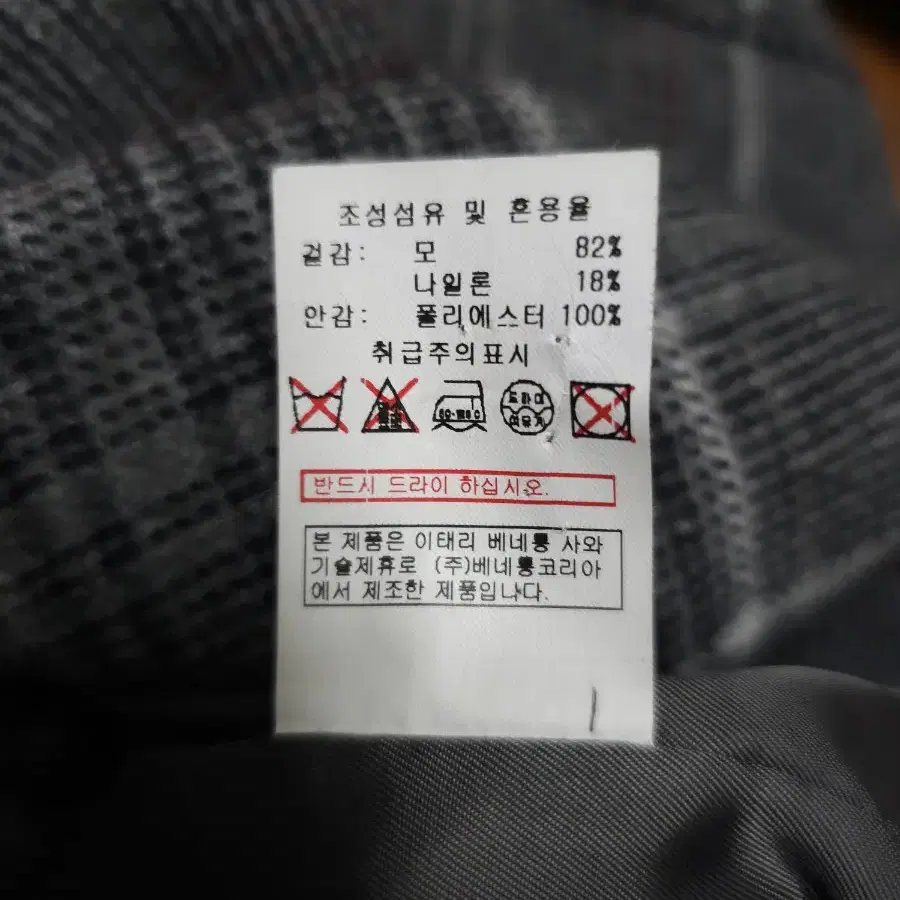 조성섬유 및 혼용율
겉감: 모 82%
나일론 18%
안감: 폴리에스터 100%
취급주의표시
드라이
석유계
반드시 드라이 하십시오.
본 제품은 이태리 베네통 사와
기술제휴로 (주)베네통코리아
에서 제조한 제품입니다.